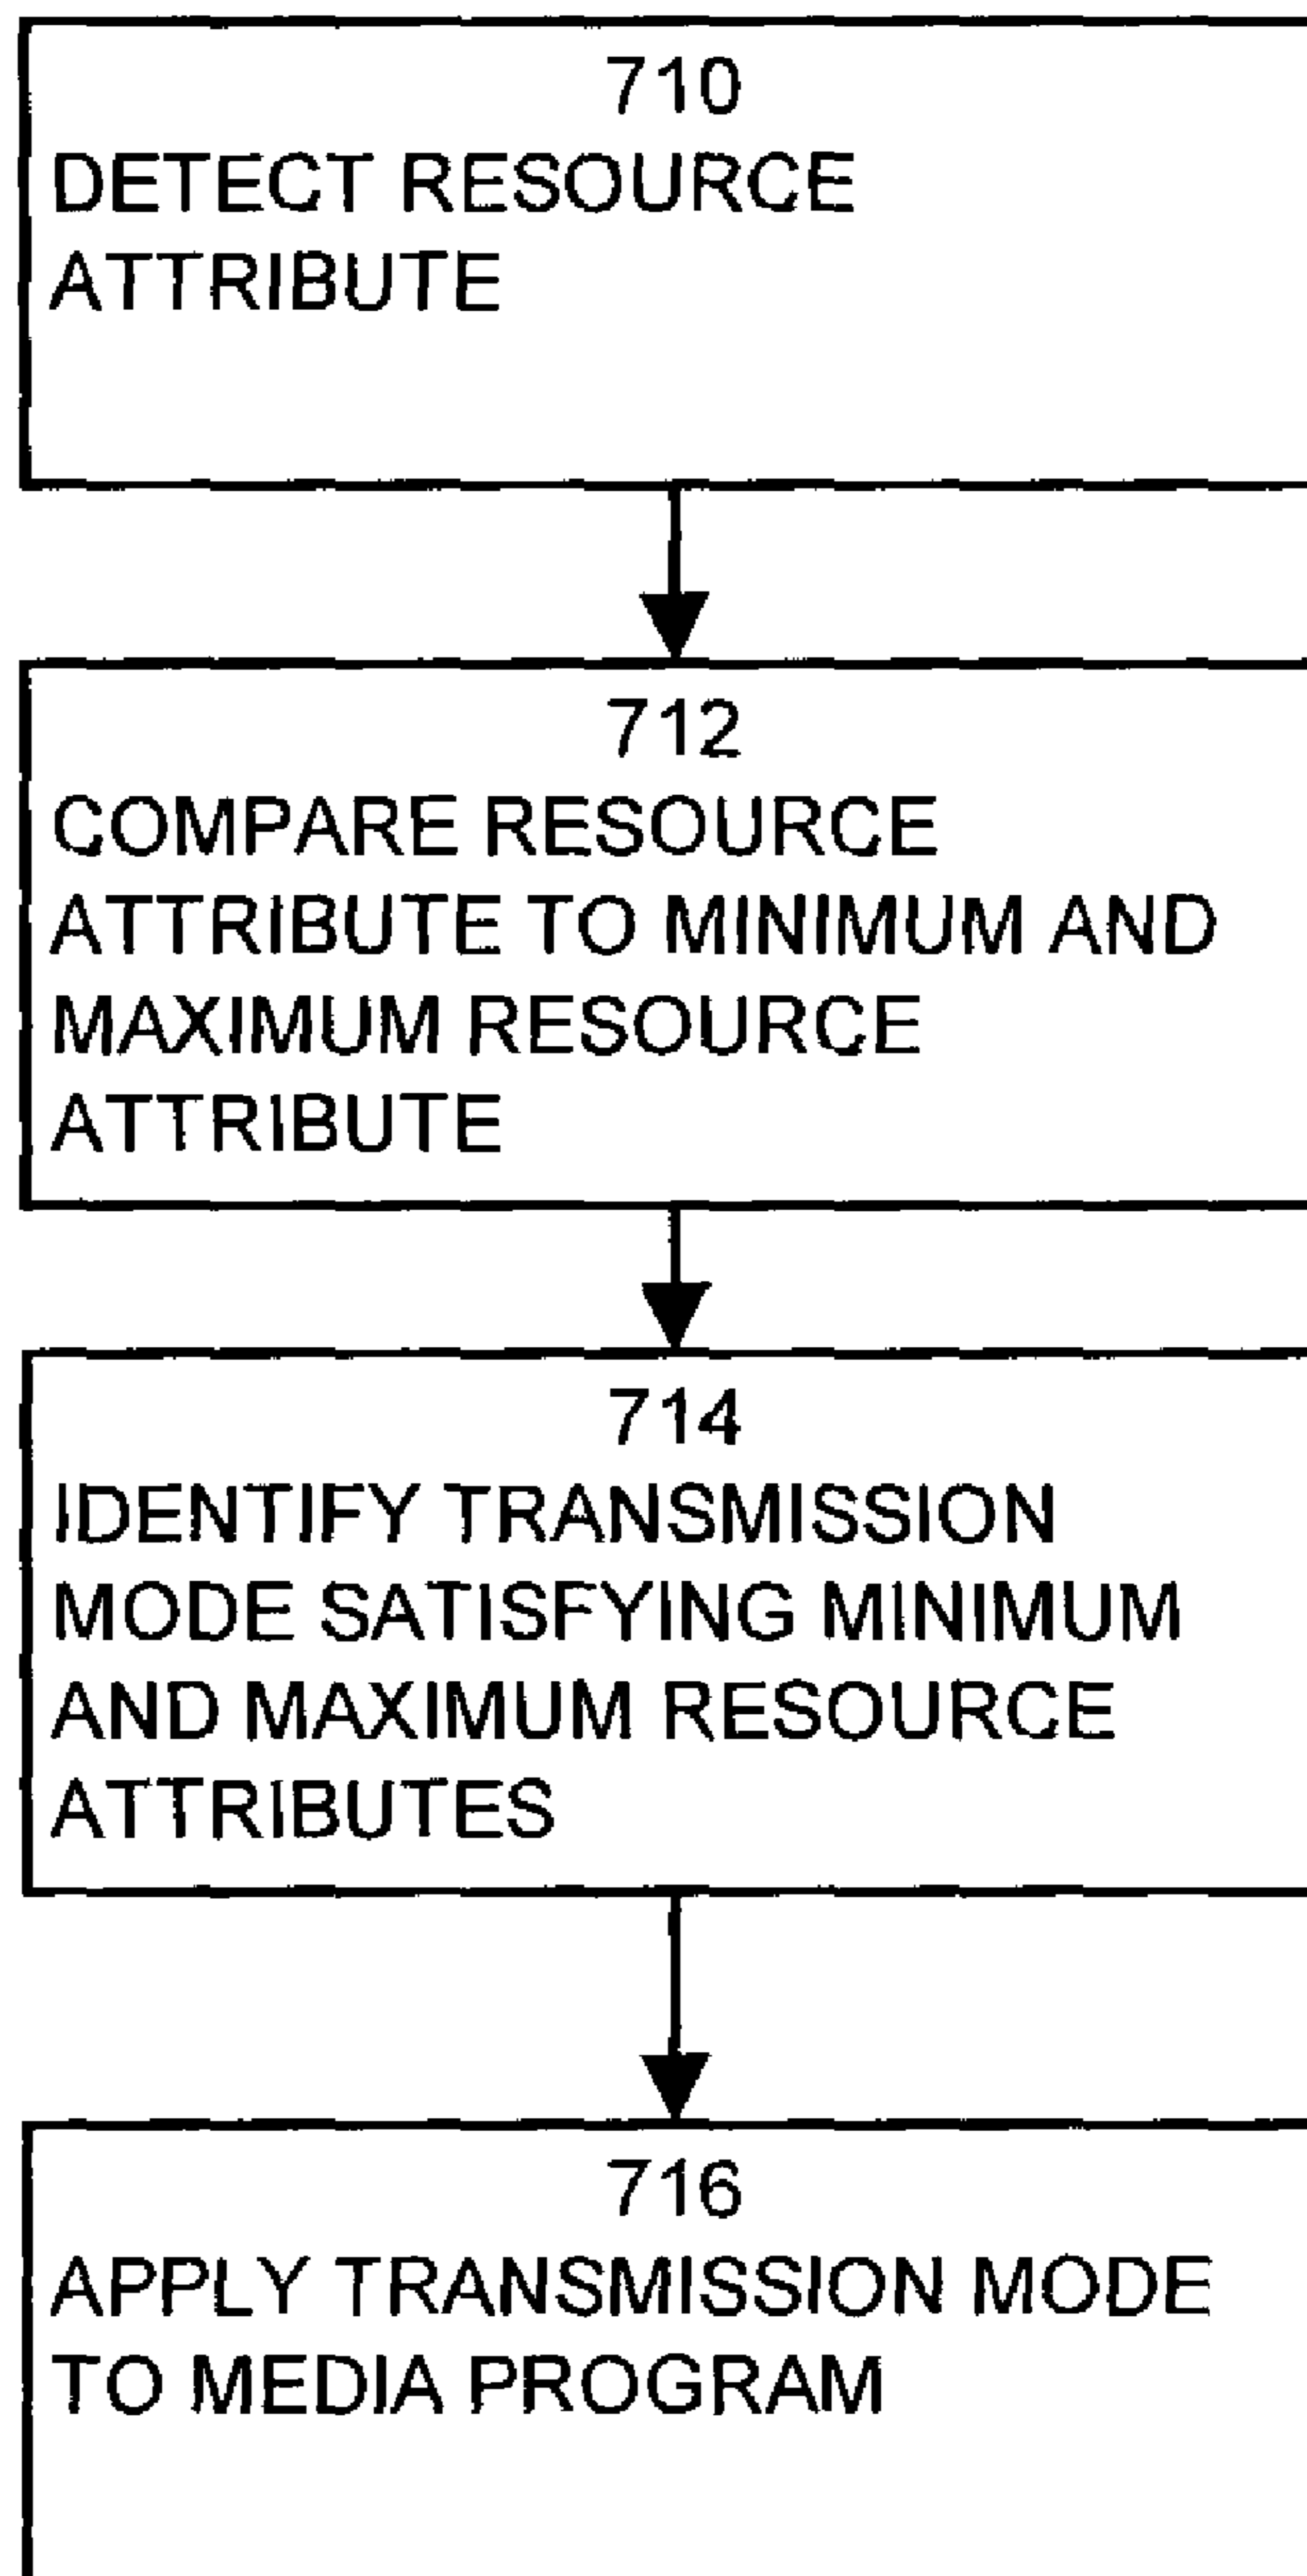 710
DETECT RESOURCE
ATTRIBUTE
712
COMPARE RESOURCE
ATTRIBUTE TO MINIMUM AND
MAXIMUM RESOURCE
ATTRIBUTE
714
IDENTIFY TRANSMISSION
MODE SATISFYING MINIMUM
AND MAXIMUM RESOURCE
ATTRIBUTES
716
APPLY TRANSMISSION MODE
TO MEDIA PROGRAM